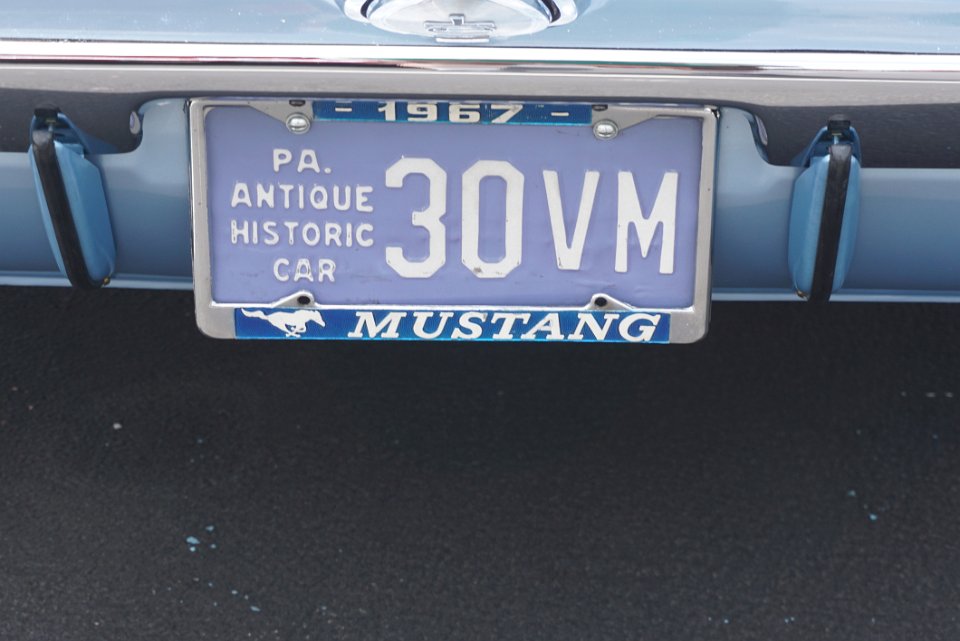 - 1967 -
PA.
ANTIQUE
HISTORIC
CAR
30VM
MUSTANG